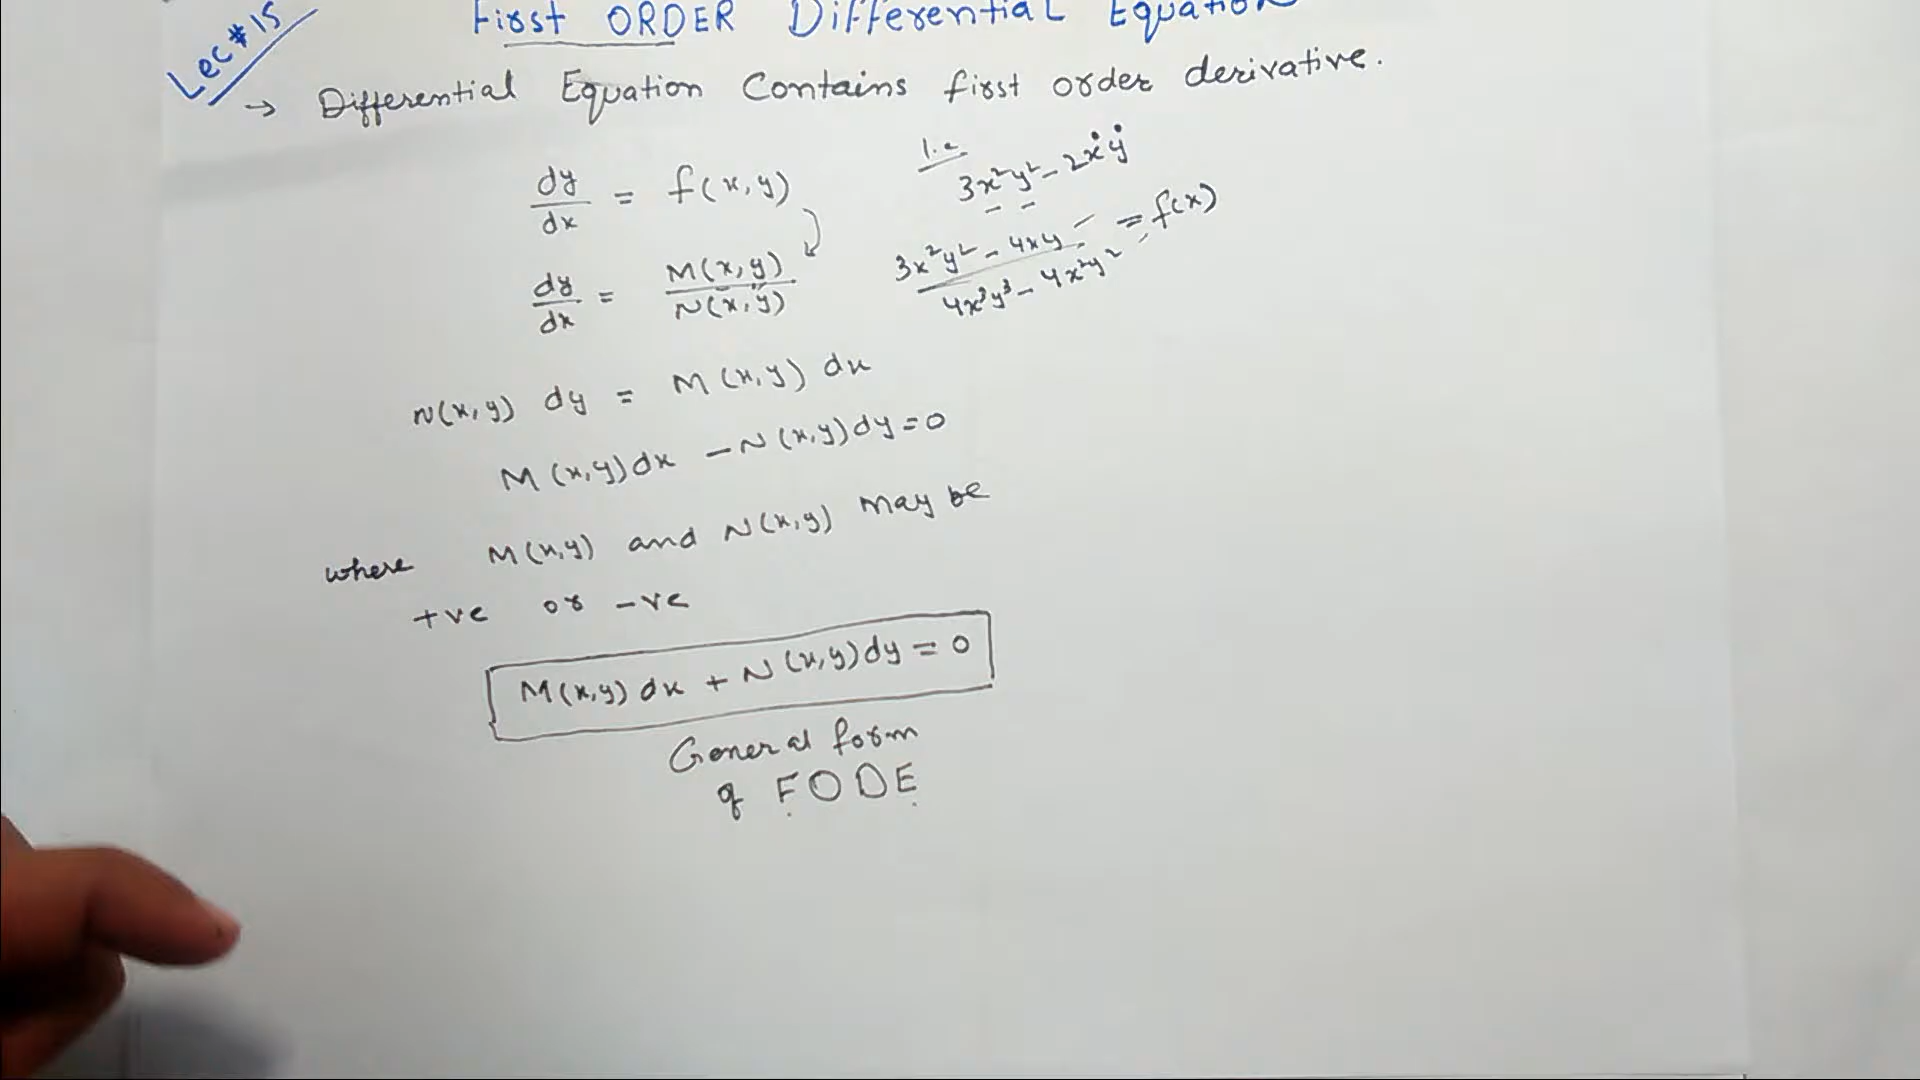 Lec#15
First ORDER Differential Equation
→ Differential Equation Contains first order derivative.
dy/dx = f(x,y)
i.e
3x²y² - 2xy
dy/dx = M(x,y)/N(x,y)
3x²y² - 4xy / 4x³y³ - 4x²y² = f(x)
N(x,y) dy = M(x,y) dx
M(x,y)dx - N(x,y)dy = 0
where M(x,y) and N(x,y) may be
+ve or -ve
M(x,y)dx + N(x,y)dy = 0
General form
of FODE